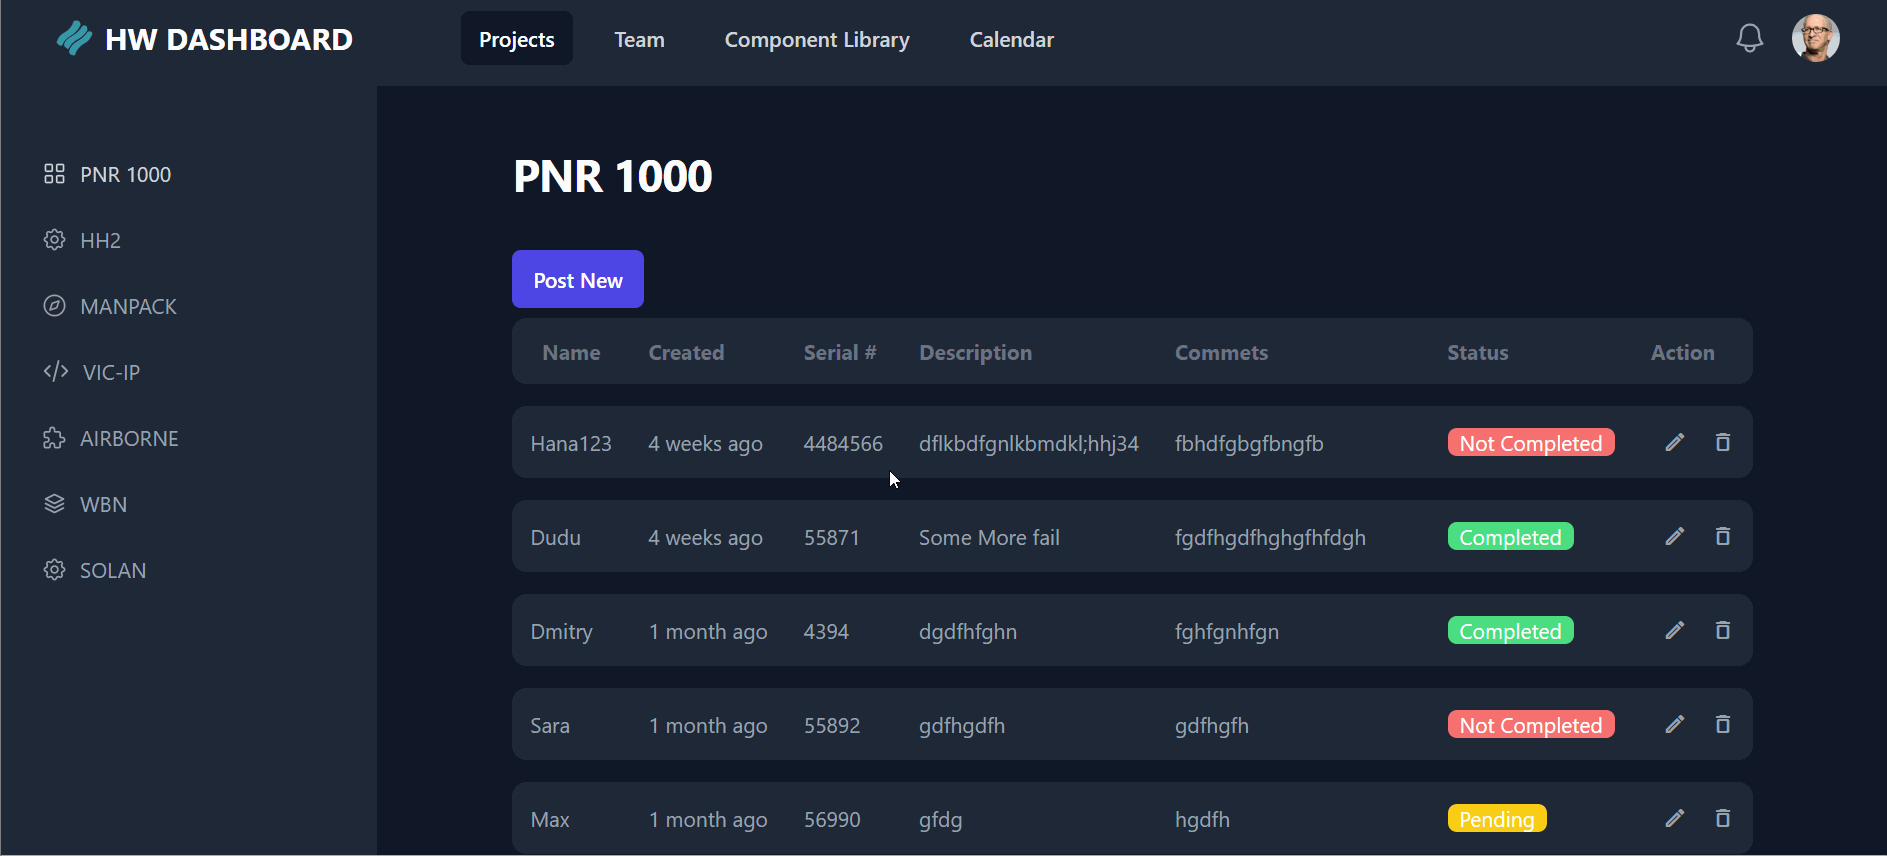 HW DASHBOARD
Projects Team Component Library Calendar
PNR 1000
HH2
MANPACK
VIC-IP
AIRBORNE
WBN
SOLAN
PNR 1000
Post New
Name Created Serial # Description Commets Status Action
Hana123 4 weeks ago 4484566 dflkbdfgnlkbmdkl;hhj34 fbhdfgbgfbngfb Not Completed
Dudu 4 weeks ago 55871 Some More fail fgdfhgdfhghgfhfdgh Completed
Dmitry 1 month ago 4394 dgdfhfghn fghfgnhfgn Completed
Sara 1 month ago 55892 gdfhgdfh gdfhgfh Not Completed
Max 1 month ago 56990 gfdg hgdfh Pending